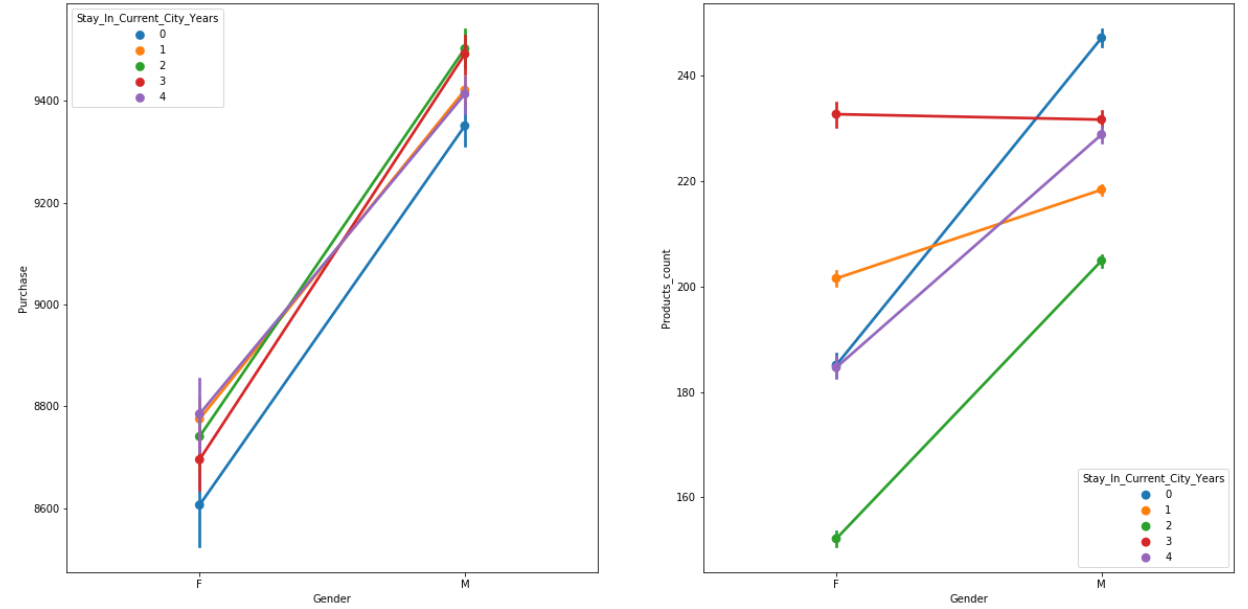 Stay_In_Current_City_Years
0
1
2
3
4
9400
9200
9000
8800
8600
Purchase
F
M
Gender
240
220
200
180
160
Products_count
Stay_In_Current_City_Years
0
1
2
3
4
F
M
Gender